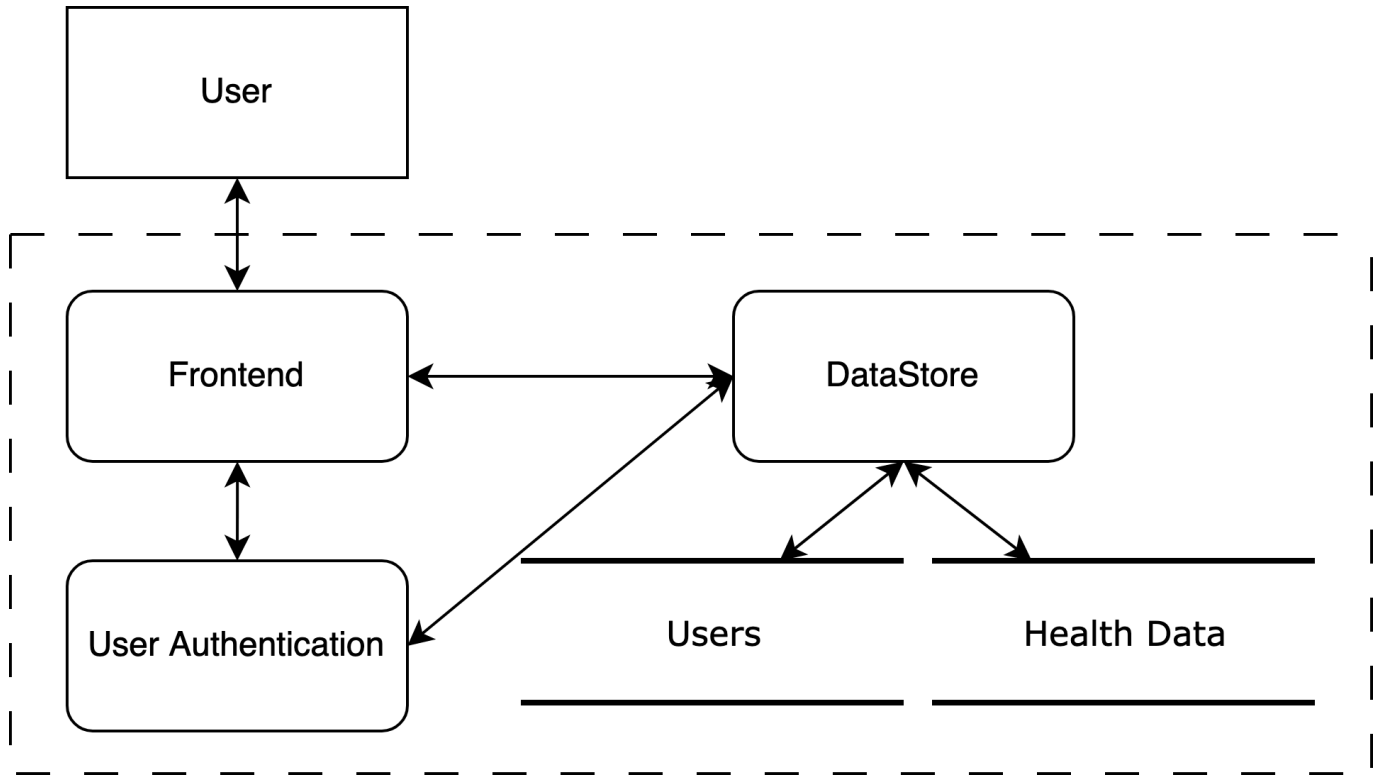 User
Frontend
DataStore
User Authentication
Users
Health Data